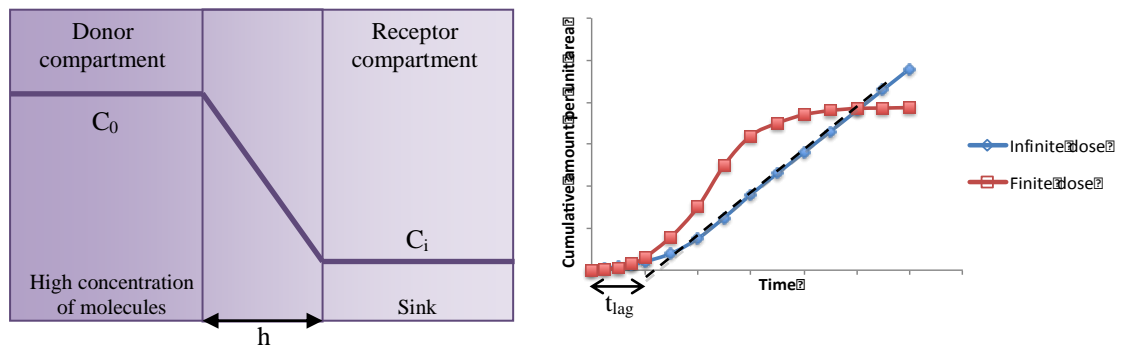 Donor
compartment
Receptor
compartment
C0
Ci
High concentration
of molecules
Sink
h
Cumulative amount per unit area
Time
tlag
Infinite dose
Finite dose